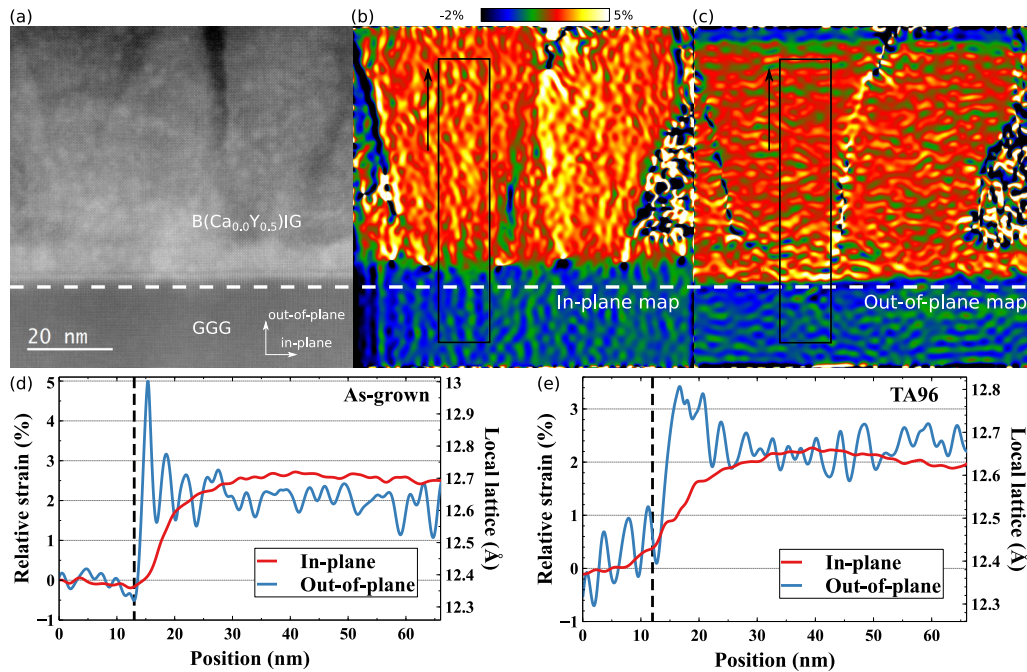 (a)
(b)
-2%
5%
(c)
B(Ca0.0Y0.5)IG
GGG
20 nm
out-of-plane
in-plane
In-plane map
Out-of-plane map
(d)
As-grown
Relative strain (%)
5
4
3
2
1
0
−1
13
12.9
12.8
12.7
12.6
12.5
12.4
12.3
Local lattice (Å)
In-plane
Out-of-plane
0
10
20
30
40
50
60
Position (nm)
(e)
TA96
Relative strain (%)
3
2
1
0
−1
12.8
12.7
12.6
12.5
12.4
12.3
Local lattice (Å)
In-plane
Out-of-plane
0
10
20
30
40
50
60
Position (nm)